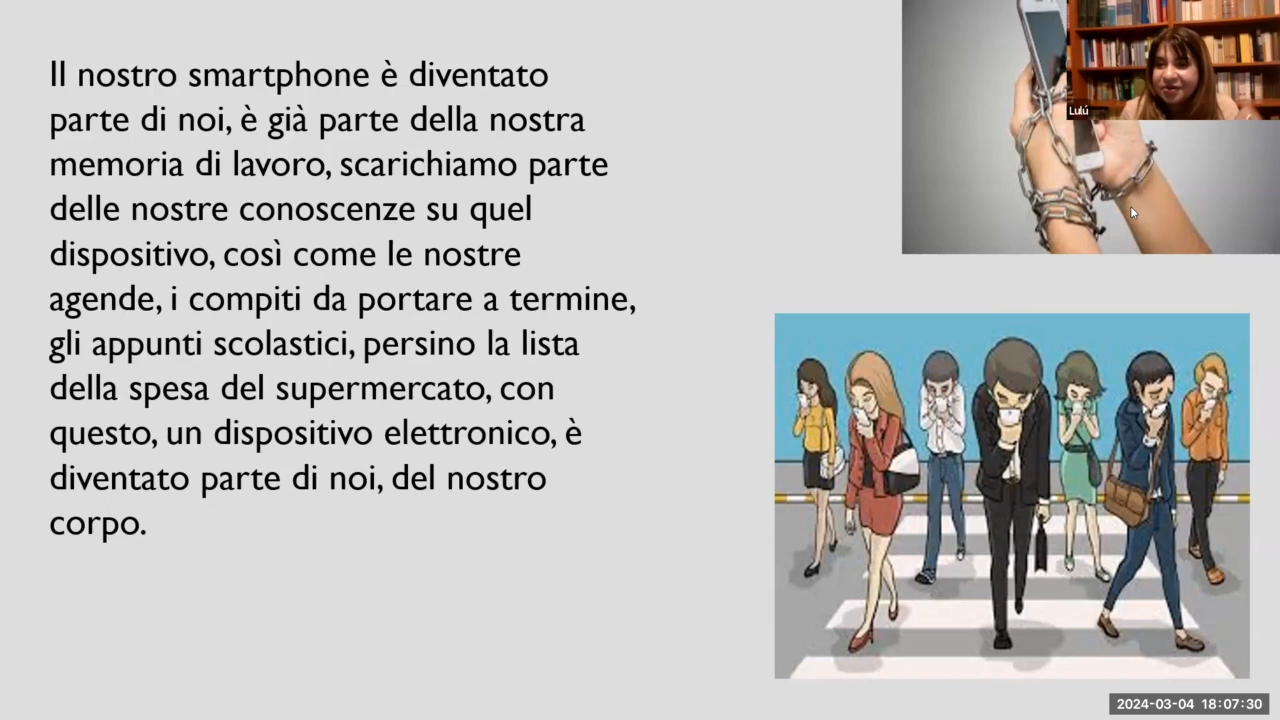 Il nostro smartphone è diventato
parte di noi, è già parte della nostra
memoria di lavoro, scarichiamo parte
delle nostre conoscenze su quel
dispositivo, così come le nostre
agende, i compiti da portare a termine,
gli appunti scolastici, persino la lista
della spesa del supermercato, con
questo, un dispositivo elettronico, è
diventato parte di noi, del nostro
corpo.
Lulú
2024-03-04 18:07:30